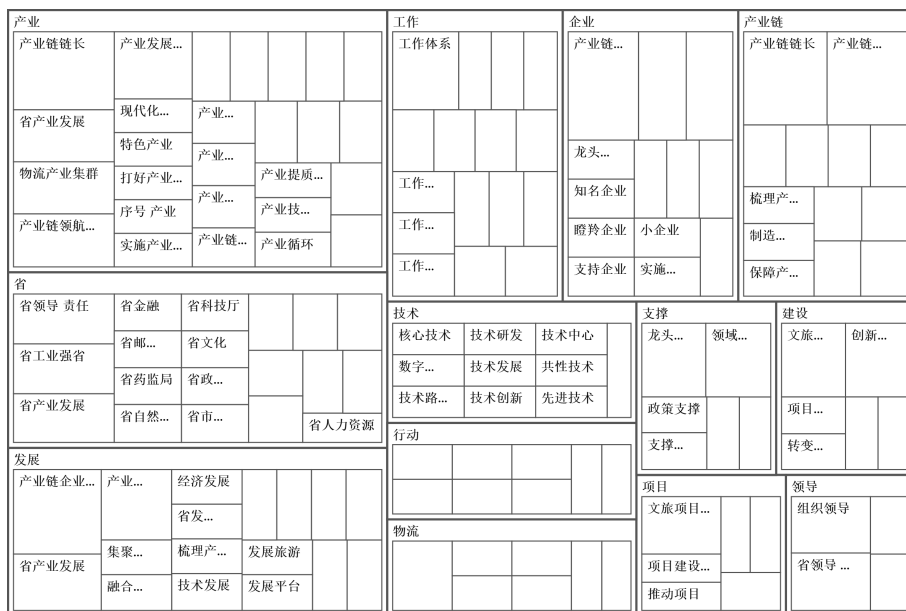 产业
产业链链长
产业发展...
省产业发展
现代化...
产业...
特色产业
产业...
物流产业集群
打好产业...
产业...
产业提质...
序号 产业
产业技...
产业链领航...
实施产业...
产业链...
产业循环
工作
工作体系
工作...
工作...
工作...
企业
产业链...
龙头...
知名企业
瞪羚企业
小企业
支持企业
实施...
产业链
产业链链长
产业链...
梳理产...
制造...
保障产...
省
省领导 责任
省金融
省科技厅
省工业强省
省邮...
省文化
省产业发展
省药监局
省政...
省自然...
省市...
省人力资源
技术
核心技术
技术研发
技术中心
数字...
技术发展
共性技术
技术路...
技术创新
先进技术
支撑
龙头...
领域...
政策支撑
支撑...
建设
文旅...
创新...
项目...
转变...
行动
发展
产业链企业...
产业...
经济发展
省发...
省产业发展
集聚...
梳理产...
发展旅游
融合...
技术发展
发展平台
物流
项目
文旅项目...
项目建设...
推动项目
领导
组织领导
省领导 ...